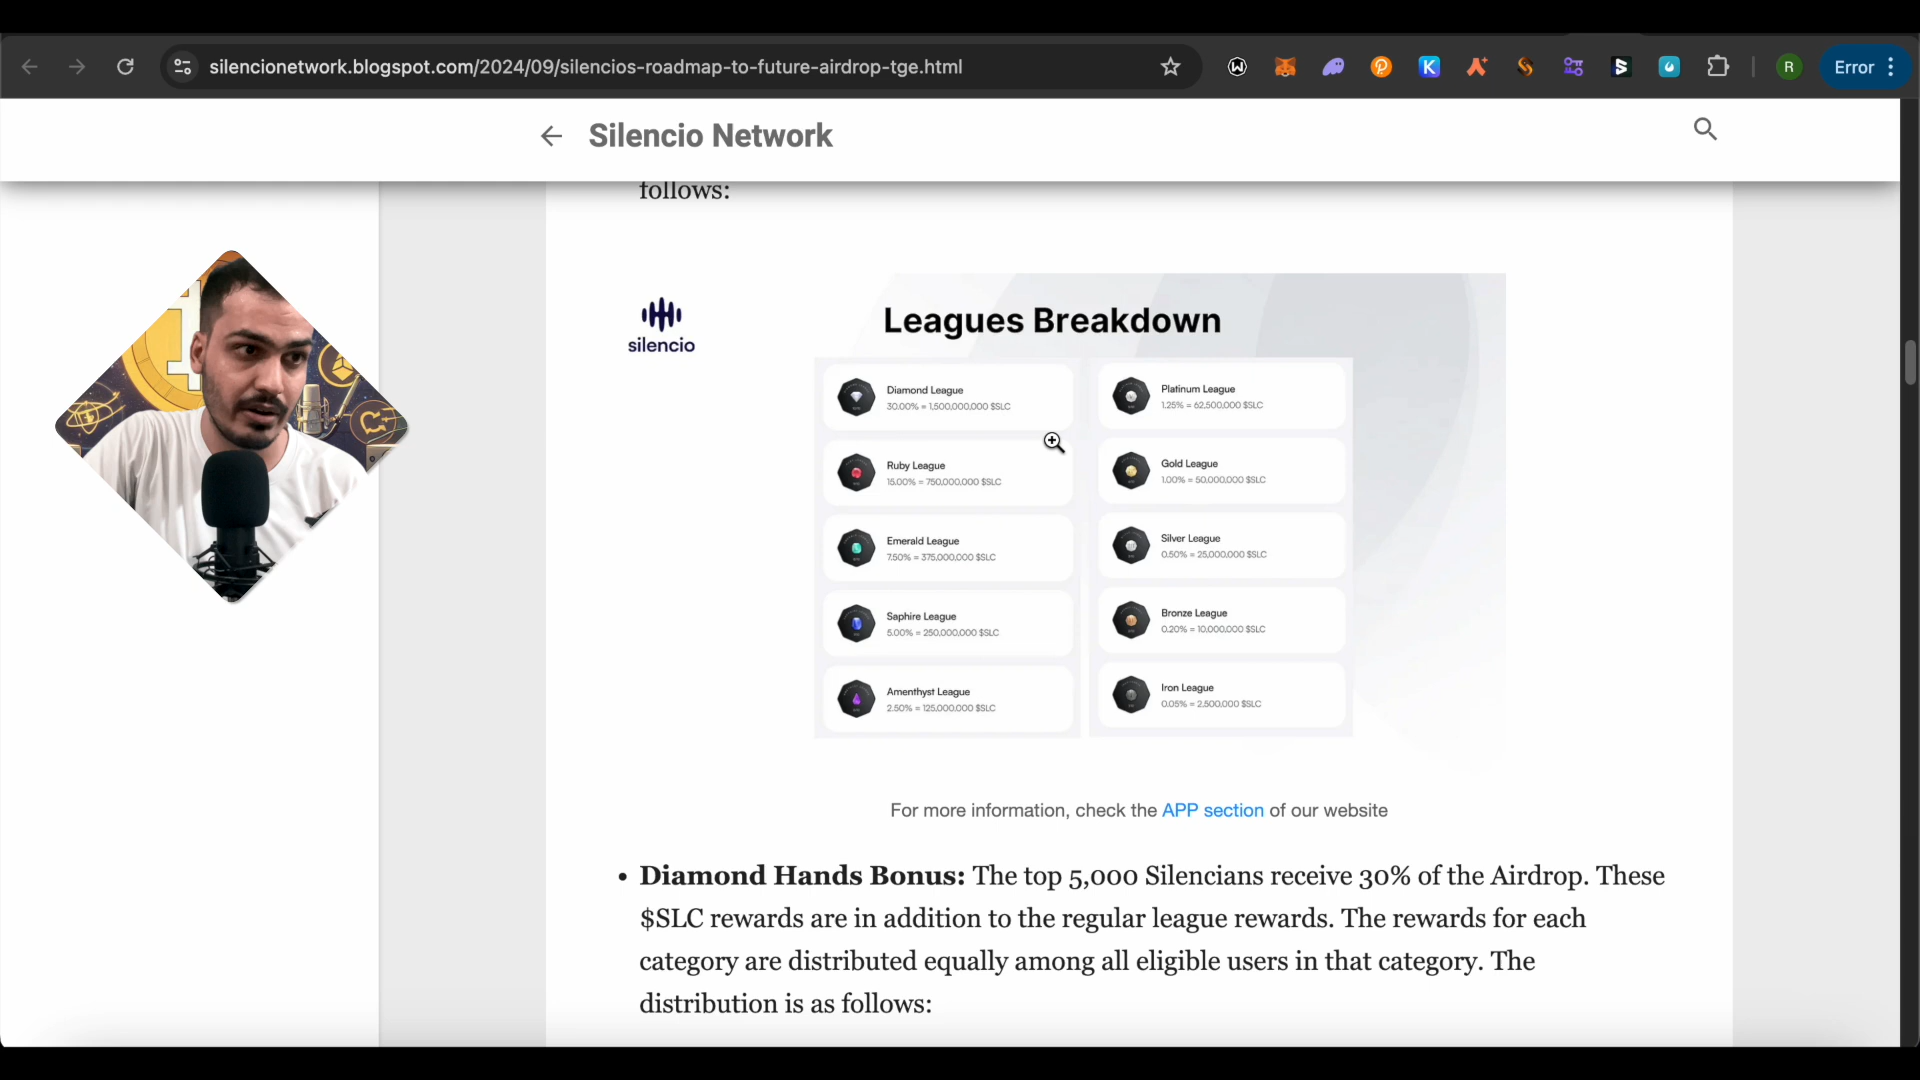 silencionetwork.blogspot.com/2024/09/silencios-roadmap-to-future-airdrop-tge.html
R
Error
Silencio Network
follows:
silencio
Leagues Breakdown
Diamond League
30.00% = 1,500,000,000 $SLC
Platinum League
1.25% = 62,500,000 $SLC
Ruby League
15.00% = 750,000,000 $SLC
Gold League
1.00% = 50,000,000 $SLC
Emerald League
7.50% = 375,000,000 $SLC
Silver League
0.50% = 25,000,000 $SLC
Saphire League
5.00% = 250,000,000 $SLC
Bronze League
0.20% = 10,000,000 $SLC
Amenthyst League
2.50% = 125,000,000 $SLC
Iron League
0.05% = 2,500,000 $SLC
For more information, check the APP section of our website
• Diamond Hands Bonus: The top 5,000 Silencians receive 30% of the Airdrop. These
$SLC rewards are in addition to the regular league rewards. The rewards for each
category are distributed equally among all eligible users in that category. The
distribution is as follows: